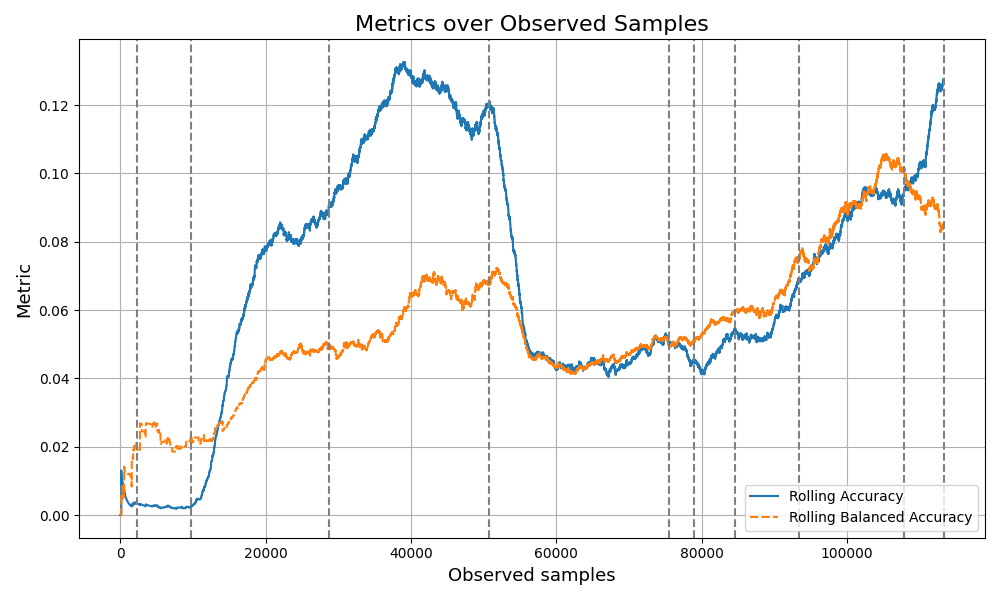 Metrics over Observed Samples
Metric
0.12
0.10
0.08
0.06
0.04
0.02
0.00
0 20000 40000 60000 80000 100000
Observed samples
Rolling Accuracy
Rolling Balanced Accuracy